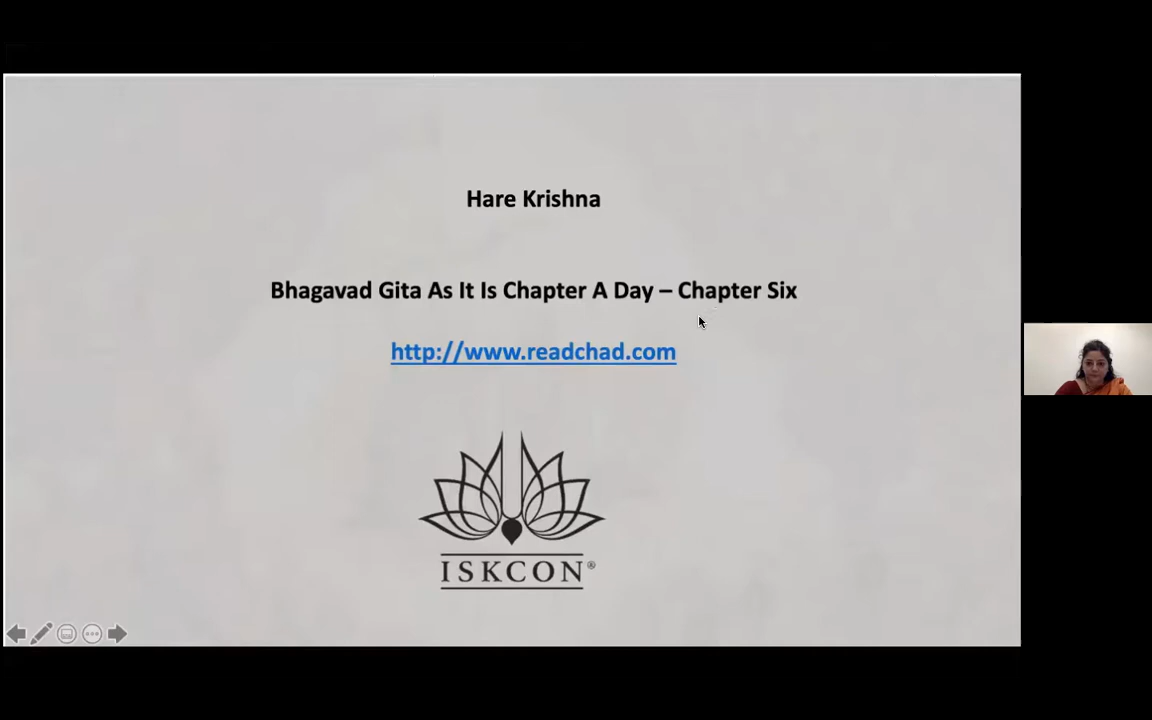 Hare Krishna
Bhagavad Gita As It Is Chapter A Day – Chapter Six
http://www.readchad.com
ISKCON®